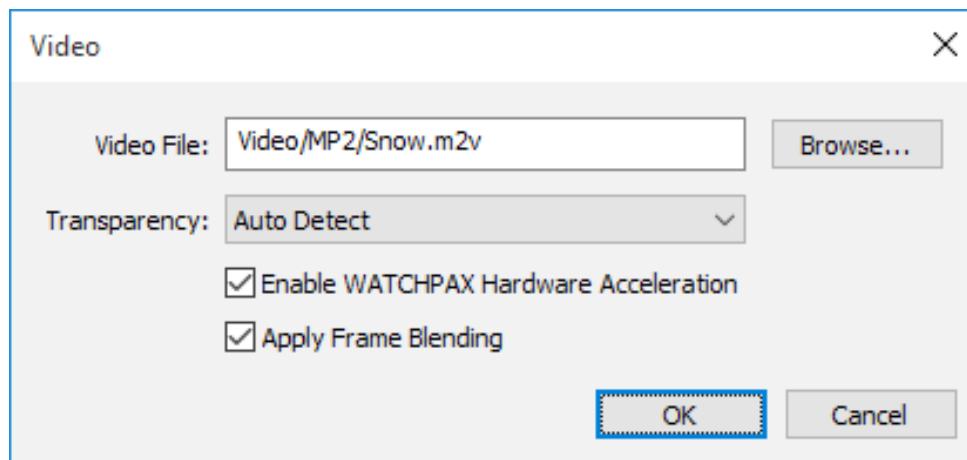 Video
Video File: Video/MP2/Snow.m2v Browse...
Transparency: Auto Detect
Enable WATCHPAX Hardware Acceleration
Apply Frame Blending
OK Cancel